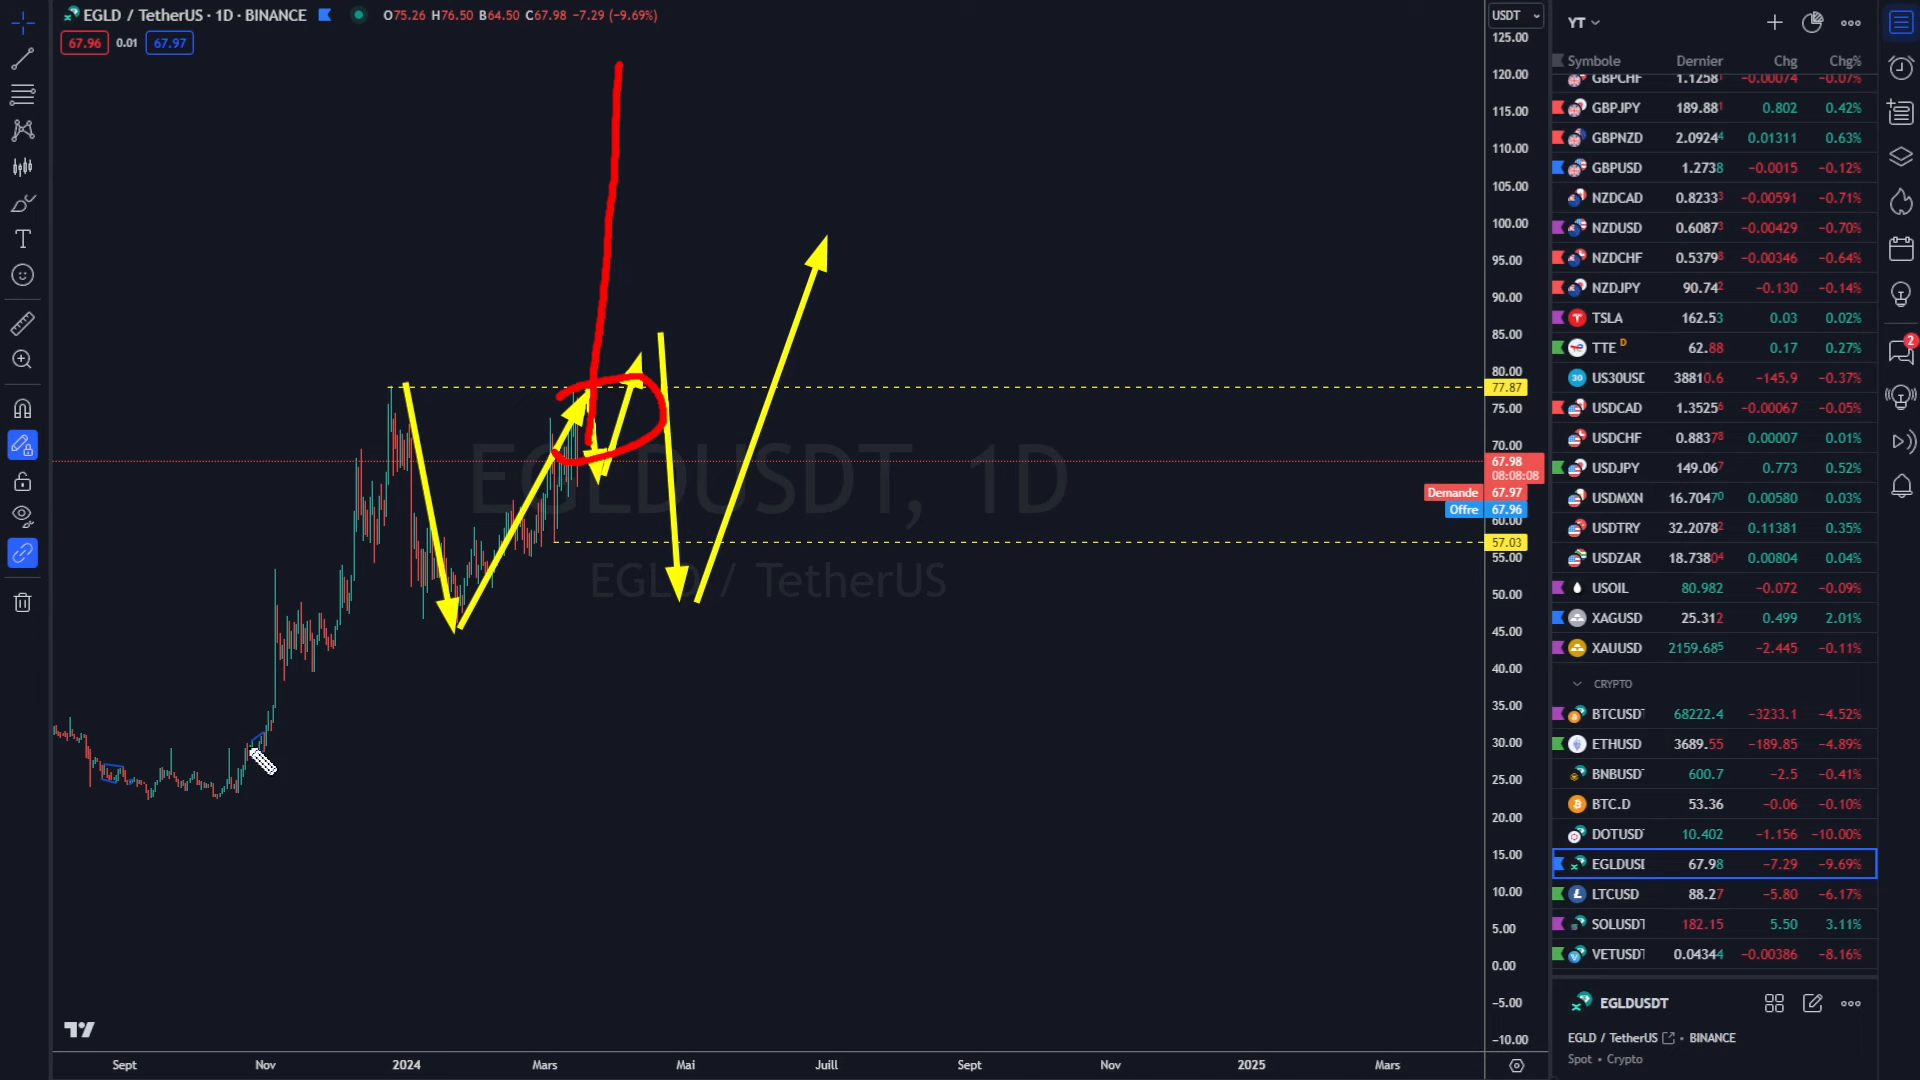 EGLD / TetherUS · 1D · BINANCE
O75.26 H76.50 B64.50 C67.98 −7.29 (−9.69%)
67.96 0.01 67.97
USDT
125.00
120.00
115.00
110.00
105.00
100.00
95.00
90.00
85.00
80.00
77.87
75.00
70.00
67.98
08:08:08
Demande 67.97
Offre 67.96
60.00
57.03
55.00
50.00
45.00
40.00
35.00
30.00
25.00
20.00
15.00
10.00
5.00
0.00
−5.00
−10.00
EGLDUSDT, 1D
EGLD / TetherUS
Sept Nov 2024 Mars Mai Juill Sept Nov 2025 Mars
YT
Symbole Dernier Chg Chg%
GBPCHF 1.1258 −0.00074 −0.07%
GBPJPY 189.881 0.802 0.42%
GBPNZD 2.09244 0.01311 0.63%
GBPUSD 1.2738 −0.0015 −0.12%
NZDCAD 0.82333 −0.00591 −0.71%
NZDUSD 0.60873 −0.00429 −0.70%
NZDCHF 0.53798 −0.00346 −0.64%
NZDJPY 90.742 −0.130 −0.14%
TSLA 162.53 0.03 0.02%
TTE D 62.88 0.17 0.27%
30 US30USD 38810.6 −145.9 −0.37%
USDCAD 1.35256 −0.00067 −0.05%
USDCHF 0.88378 0.00007 0.01%
USDJPY 149.067 0.773 0.52%
USDMXN 16.70470 0.00580 0.03%
USDTRY 32.20782 0.11381 0.35%
USDZAR 18.73804 0.00804 0.04%
USOIL 80.982 −0.072 −0.09%
XAGUSD 25.312 0.499 2.01%
XAUUSD 2159.685 −2.445 −0.11%
CRYPTO
BTCUSDT 68222.4 −3233.1 −4.52%
ETHUSD 3689.55 −189.85 −4.89%
BNBUSDT 600.7 −2.5 −0.41%
BTC.D 53.36 −0.06 −0.10%
DOTUSDT 10.402 −1.156 −10.00%
EGLDUSD 67.98 −7.29 −9.69%
LTCUSD 88.27 −5.80 −6.17%
SOLUSDT 182.15 5.50 3.11%
VETUSDT 0.04344 −0.00386 −8.16%
EGLDUSDT
EGLD / TetherUS · BINANCE
Spot · Crypto
2